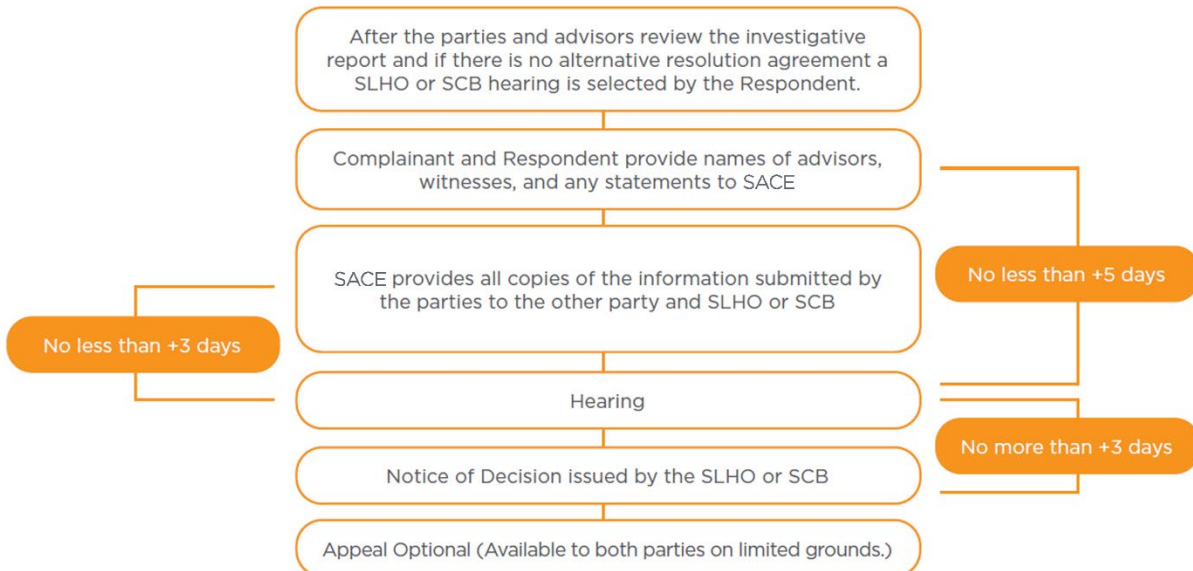 After the parties and advisors review the investigative
report and if there is no alternative resolution agreement a
SLHO or SCB hearing is selected by the Respondent.
Complainant and Respondent provide names of advisors,
witnesses, and any statements to SACE
No less than +5 days
SACE provides all copies of the information submitted by
the parties to the other party and SLHO or SCB
No less than +3 days
Hearing
No more than +3 days
Notice of Decision issued by the SLHO or SCB
Appeal Optional (Available to both parties on limited grounds.)